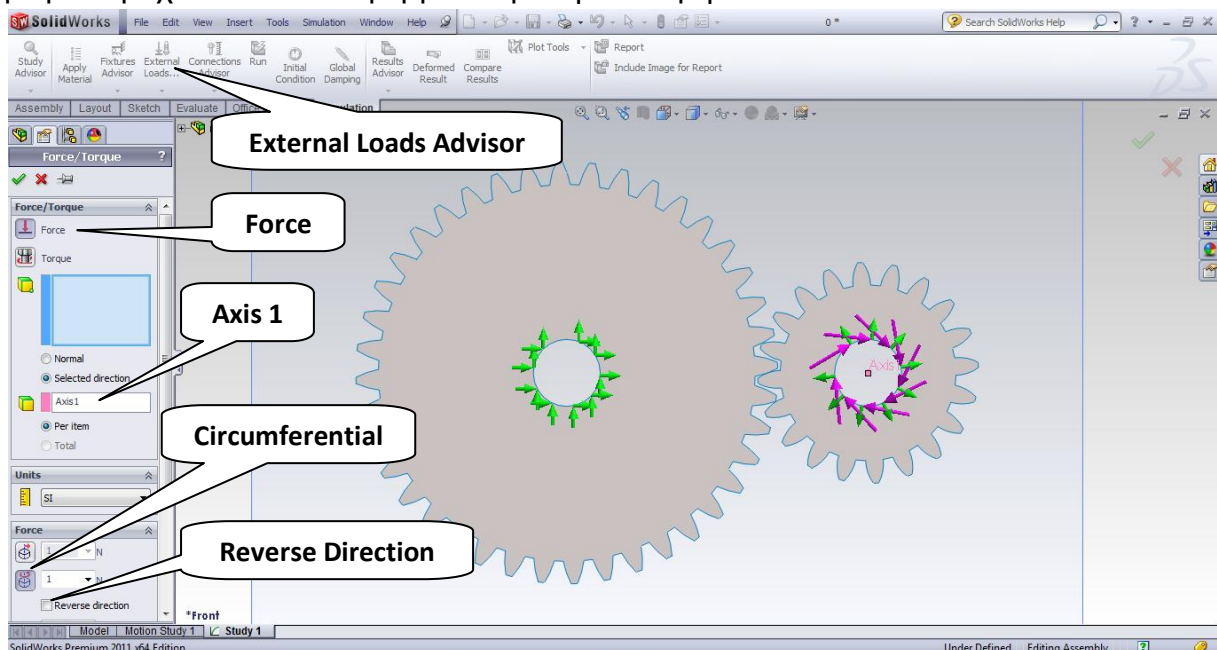 SolidWorks File Edit View Insert Tools Simulation Window Help 0 * Search SolidWorks Help
Study Advisor
Apply Material
Fixtures Advisor
External Loads...
Connections Advisor
Run
Initial Condition
Global Damping
Results Advisor
Deformed Result
Compare Results
Plot Tools
Report
Include Image for Report
Assembly Layout Sketch Evaluate
External Loads Advisor
Force/Torque ?
Force/Torque
Force
Force
Torque
Axis 1
Normal
Selected direction
Axis1
Per item
Total
Circumferential
Units
SI
Force
1 N
1 N
Reverse Direction
Reverse direction
Axis
*Front
Model Motion Study 1 Study 1
SolidWorks Premium 2011 x64 Edition Under Defined Editing Assembly